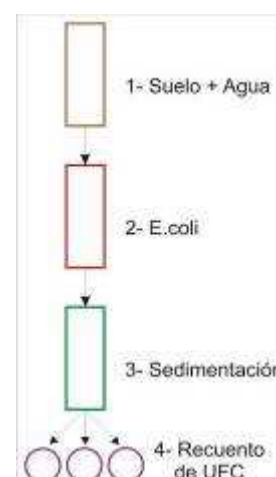 1- Suelo + Agua
2- E.coli
3- Sedimentación
4- Recuento
de UFC